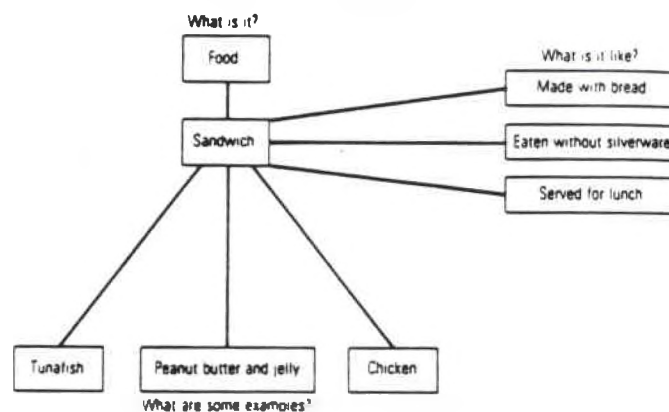 What is it?
Food
What is it like?
Made with bread
Sandwich
Eaten without silverware
Served for lunch
Tunafish
Peanut butter and jelly
Chicken
What are some examples?